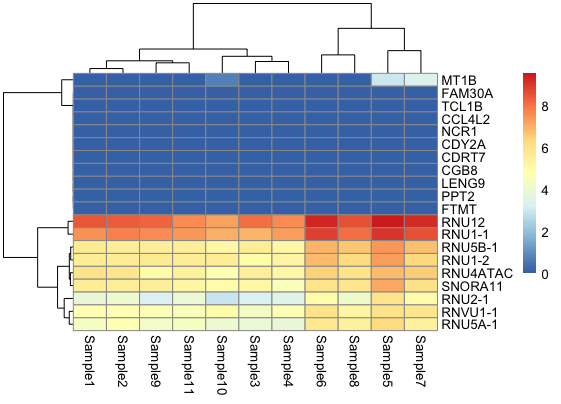 MT1B
FAM30A
TCL1B
CCL4L2
NCR1
CDY2A
CDRT7
CGB8
LENG9
PPT2
FTMT
RNU12
RNU1-1
RNU5B-1
RNU1-2
RNU4ATAC
SNORA11
RNU2-1
RNVU1-1
RNU5A-1
8
6
4
2
0
Sample1
Sample2
Sample9
Sample11
Sample10
Sample3
Sample4
Sample6
Sample8
Sample5
Sample7